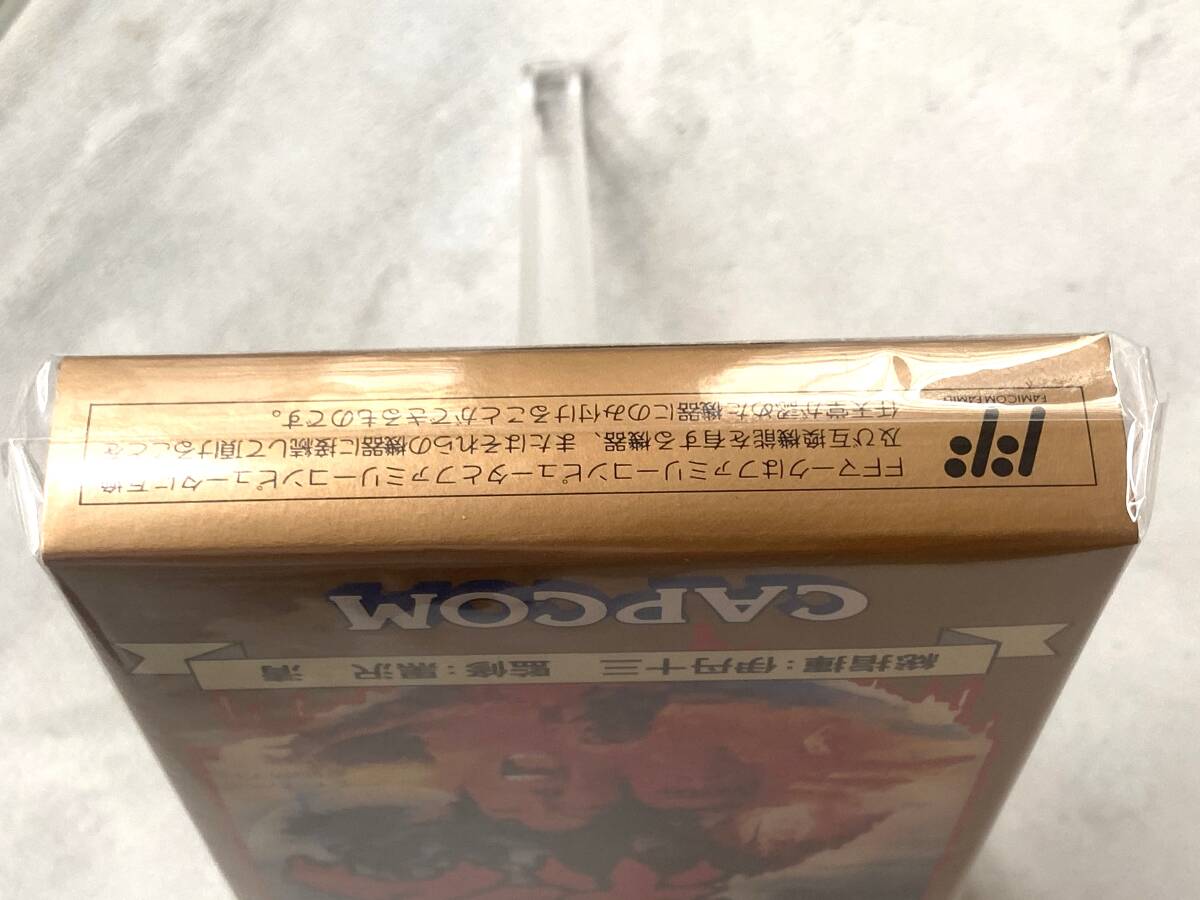 FFマークはファミリーコンピュータとファミリーコンピュータに互換
及び互換機能を有する機器、またはそれらの機器に接続して頂けることを
任天堂が認めた機器にのみ付けることができるものです。
FAMICOM FAMILY
CAPCOM
総指揮:伊丹十三 監修:黒沢 清